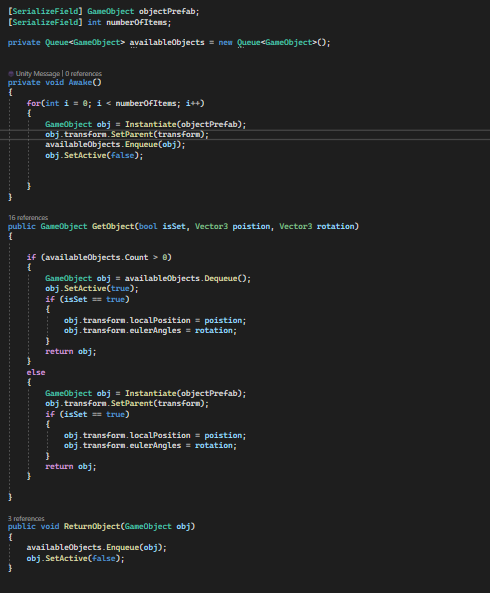 [SerializeField] GameObject objectPrefab;
[SerializeField] int numberOfItems;
private Queue<GameObject> availableObjects = new Queue<GameObject>();
Unity Message | 0 references
private void Awake()
{
for(int i = 0; i < numberOfItems; i++)
{
GameObject obj = Instantiate(objectPrefab);
obj.transform.SetParent(transform);
availableObjects.Enqueue(obj);
obj.SetActive(false);
}
}
16 references
public GameObject GetObject(bool isSet, Vector3 poistion, Vector3 rotation)
{
if (availableObjects.Count > 0)
{
GameObject obj = availableObjects.Dequeue();
obj.SetActive(true);
if (isSet == true)
{
obj.transform.localPosition = poistion;
obj.transform.eulerAngles = rotation;
}
return obj;
}
else
{
GameObject obj = Instantiate(objectPrefab);
obj.transform.SetParent(transform);
if (isSet == true)
{
obj.transform.localPosition = poistion;
obj.transform.eulerAngles = rotation;
}
return obj;
}
}
3 references
public void ReturnObject(GameObject obj)
{
availableObjects.Enqueue(obj);
obj.SetActive(false);
}